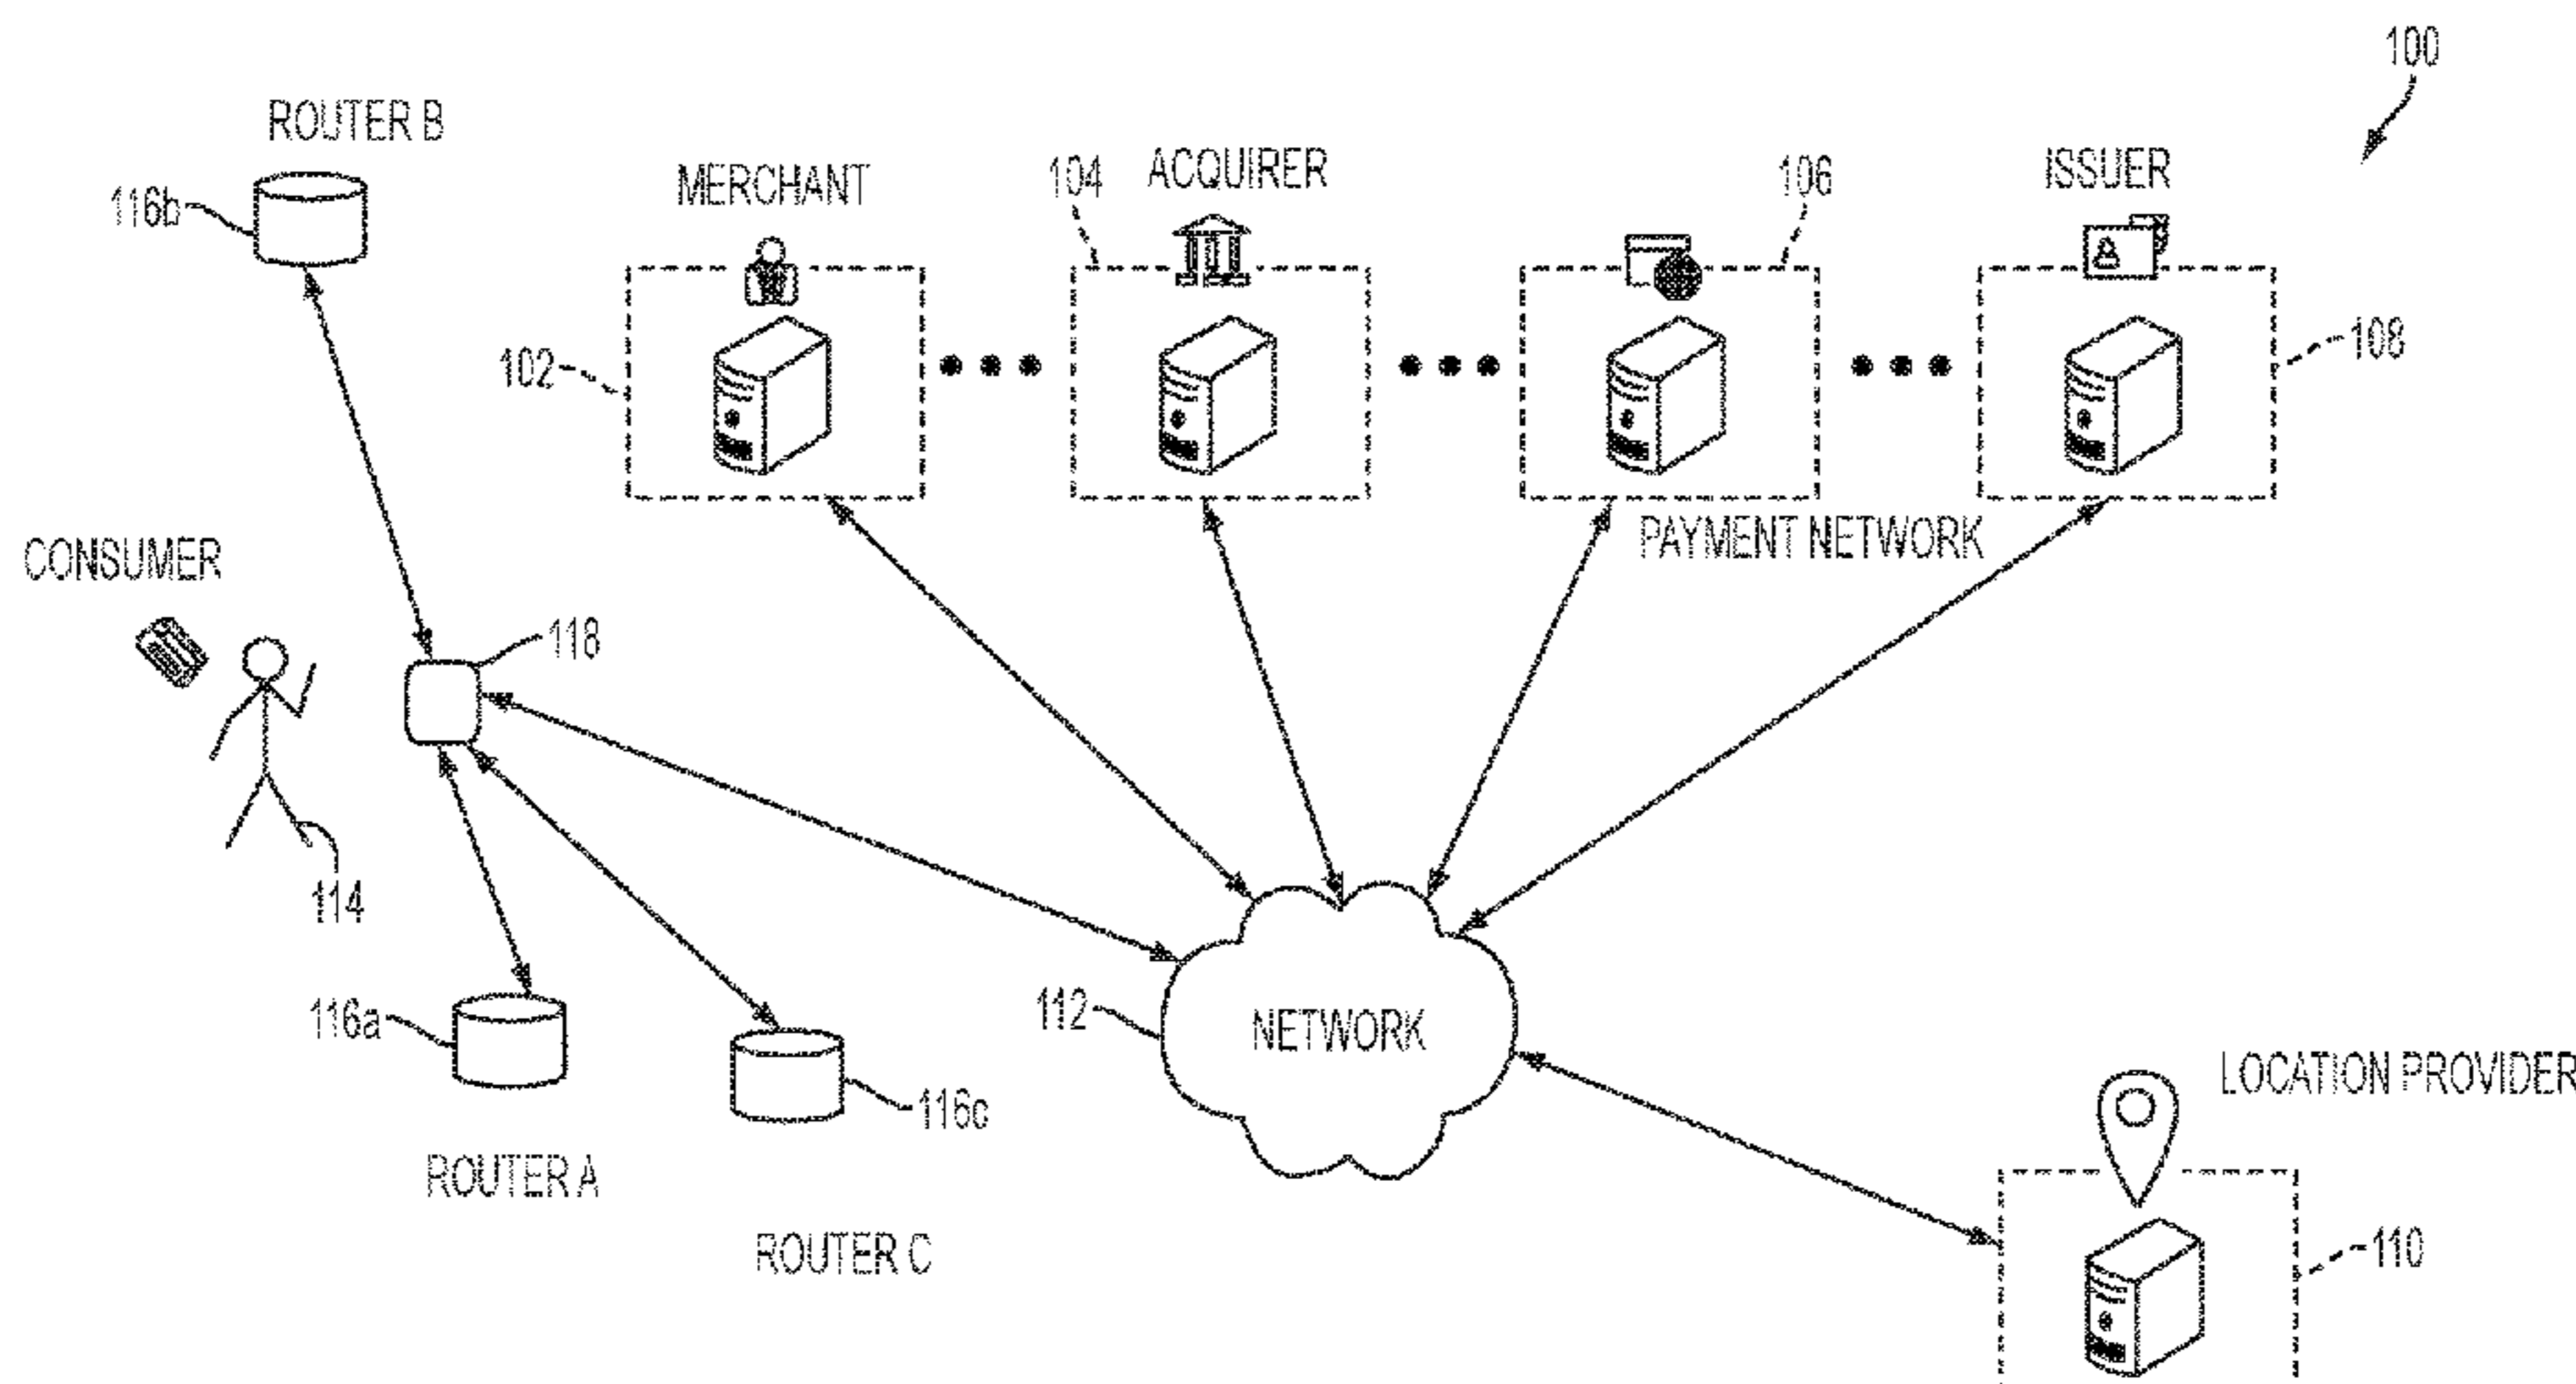 100
ROUTER B
116b
MERCHANT
104
ACQUIRER
106
ISSUER
102
108
PAYMENT NETWORK
CONSUMER
118
114
116a
112
NETWORK
116c
LOCATION PROVIDER
ROUTER A
ROUTER C
110